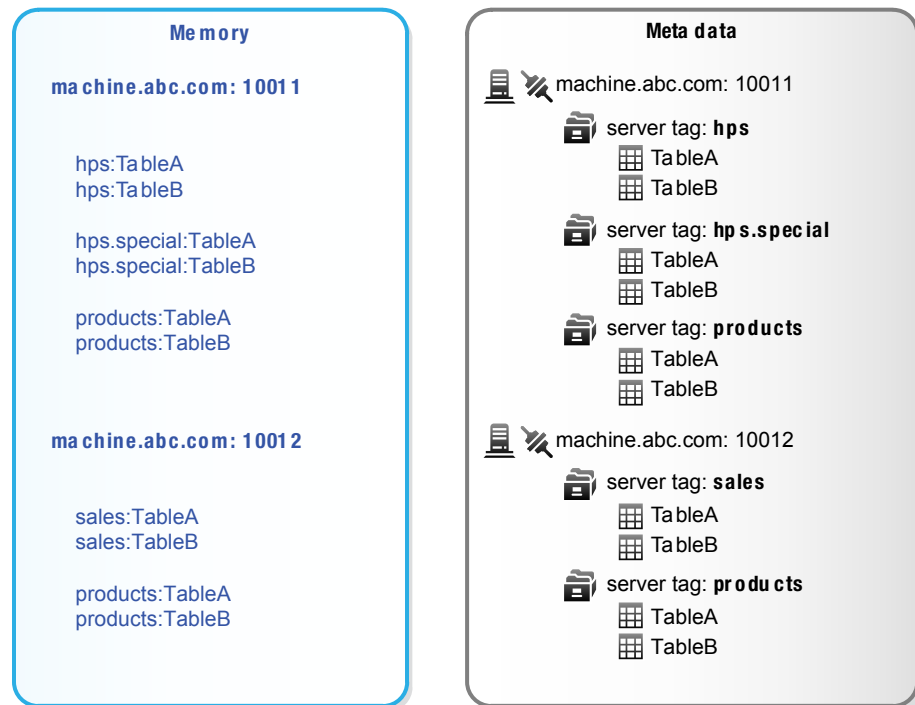 Memory
machine.abc.com: 10011
hps:TableA
hps:TableB
hps.special:TableA
hps.special:TableB
products:TableA
products:TableB
machine.abc.com: 10012
sales:TableA
sales:TableB
products:TableA
products:TableB
Meta data
machine.abc.com: 10011
server tag: hps
TableA
TableB
server tag: hps.special
TableA
TableB
server tag: products
TableA
TableB
machine.abc.com: 10012
server tag: sales
TableA
TableB
server tag: products
TableA
TableB